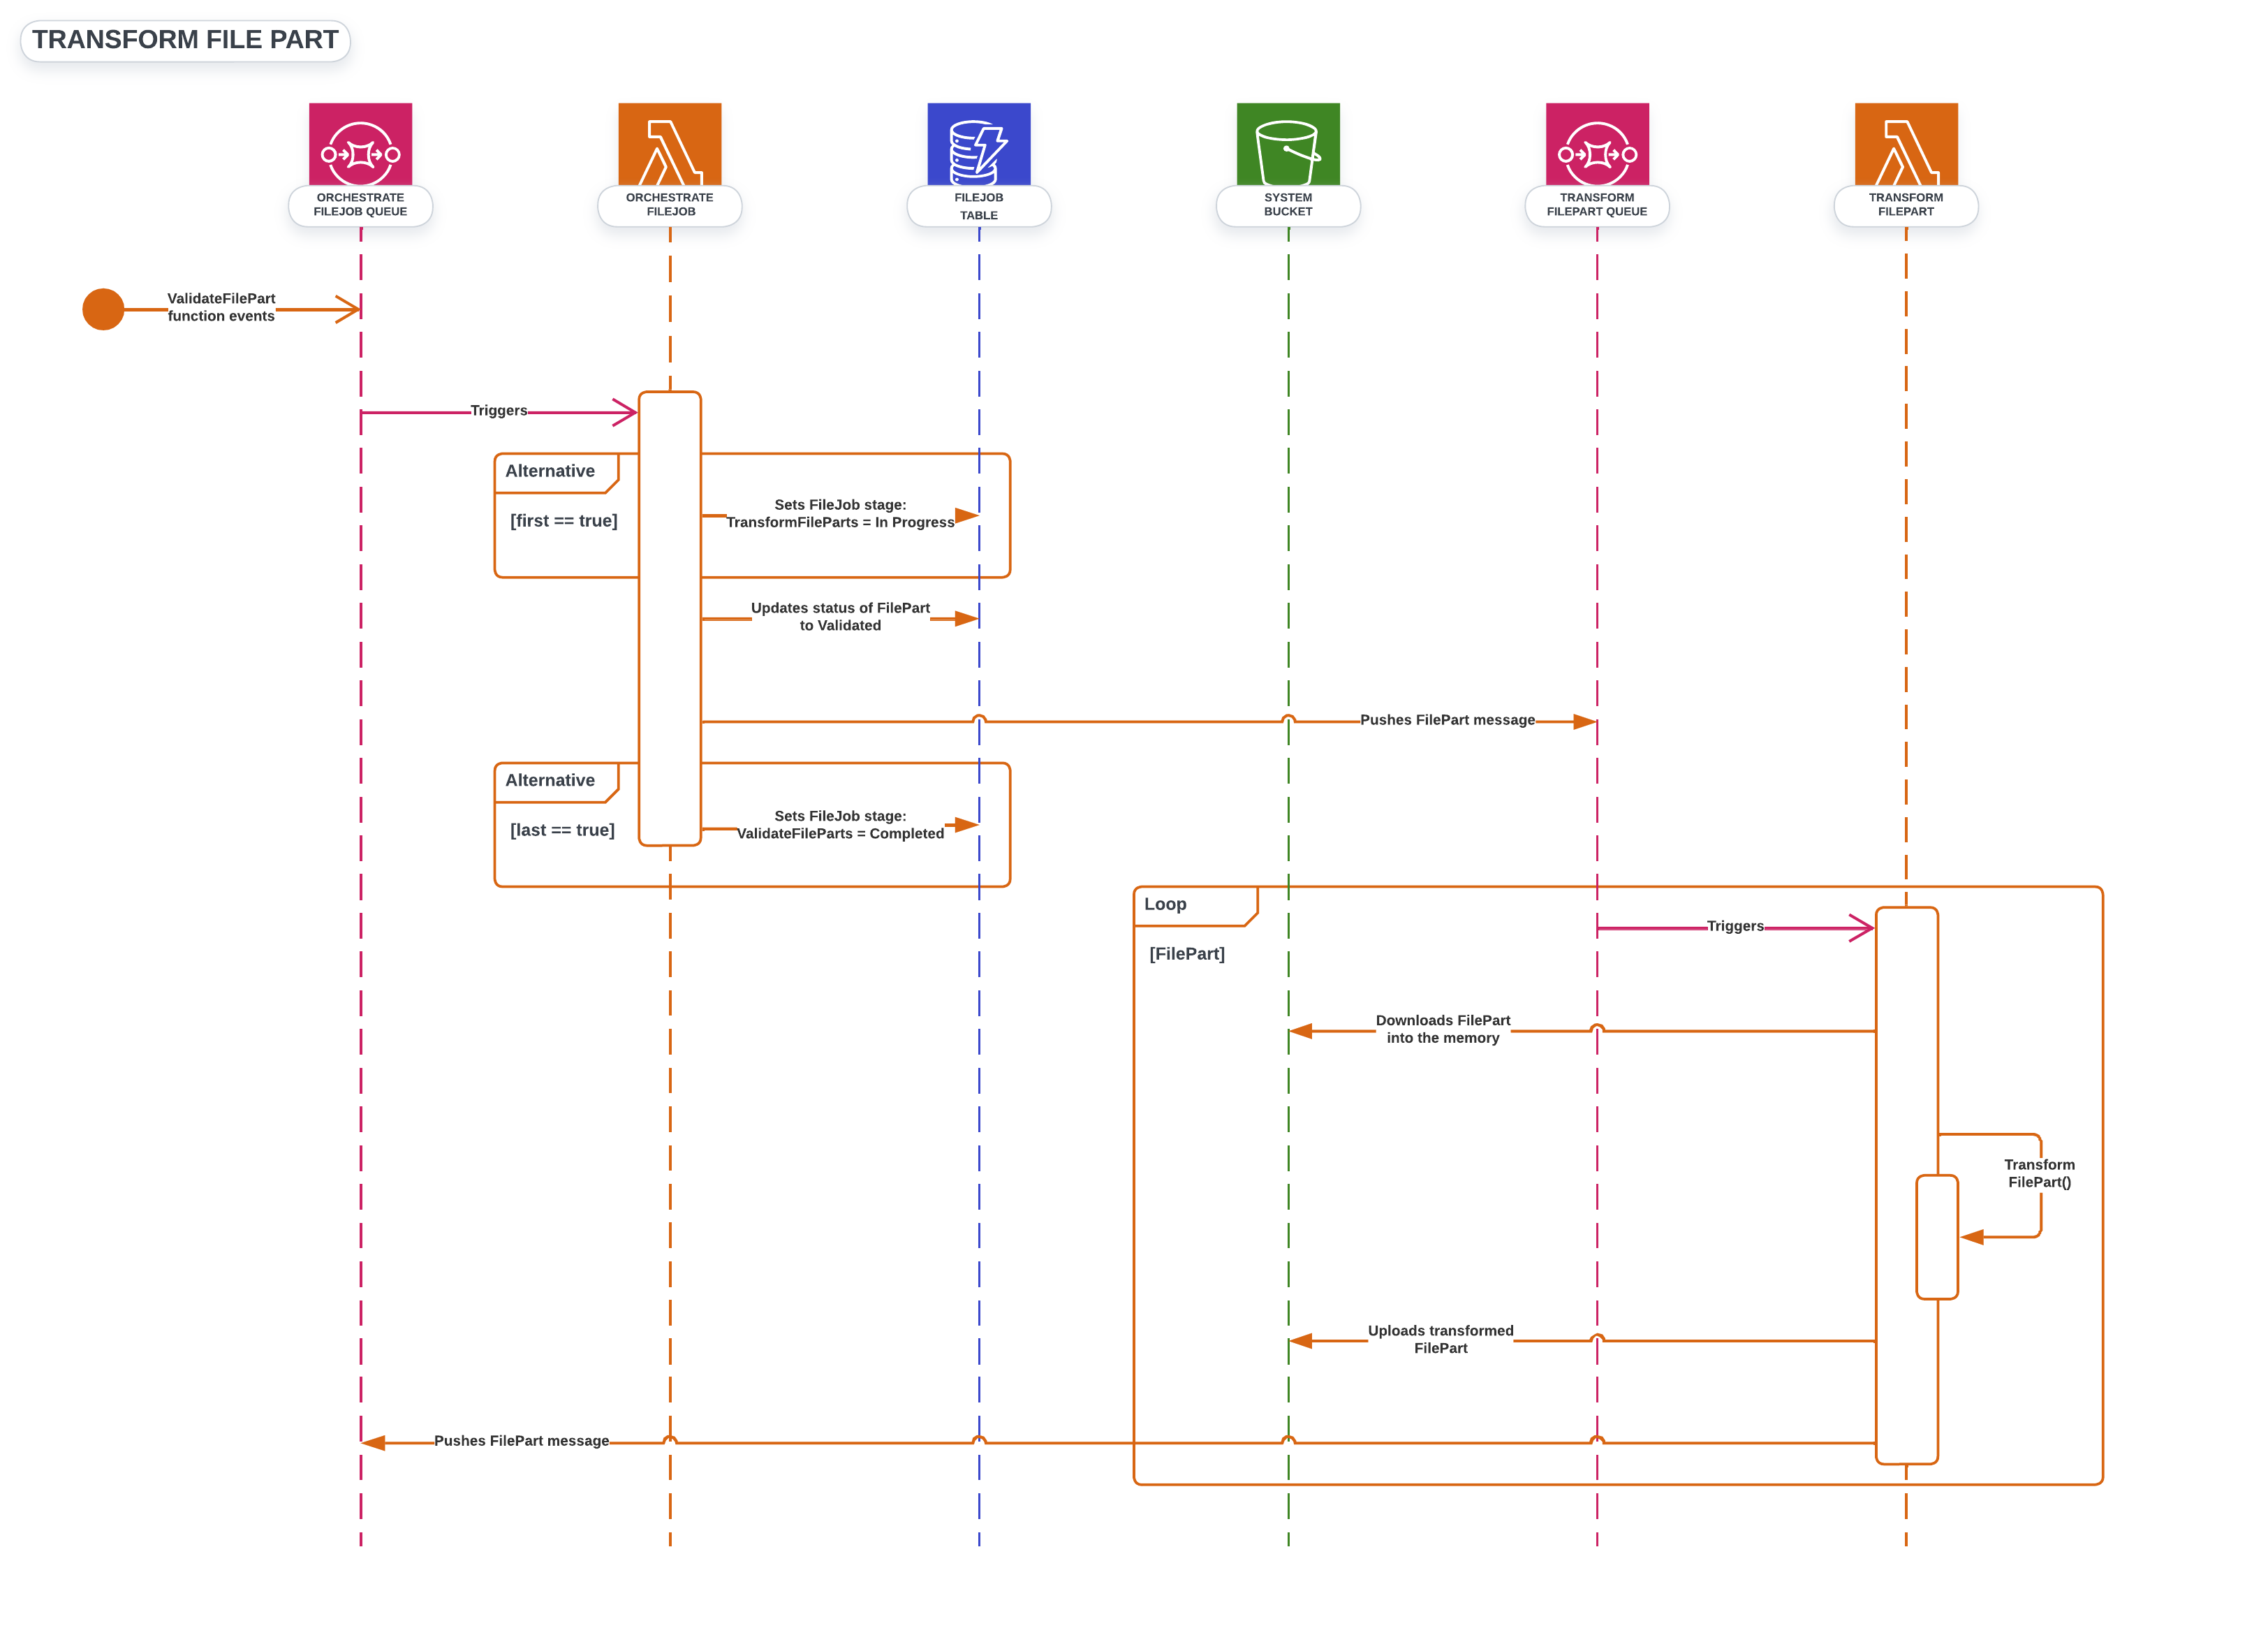 TRANSFORM FILE PART
ORCHESTRATE
FILEJOB QUEUE
ORCHESTRATE
FILEJOB
FILEJOB
TABLE
SYSTEM
BUCKET
TRANSFORM
FILEPART QUEUE
TRANSFORM
FILEPART
ValidateFilePart
function events
Triggers
Alternative
[first == true]
Sets FileJob stage:
TransformFileParts = In Progress
Updates status of FilePart
to Validated
Pushes FilePart message
Alternative
[last == true]
Sets FileJob stage:
ValidateFileParts = Completed
Loop
[FilePart]
Triggers
Downloads FilePart
into the memory
Transform
FilePart()
Uploads transformed
FilePart
Pushes FilePart message